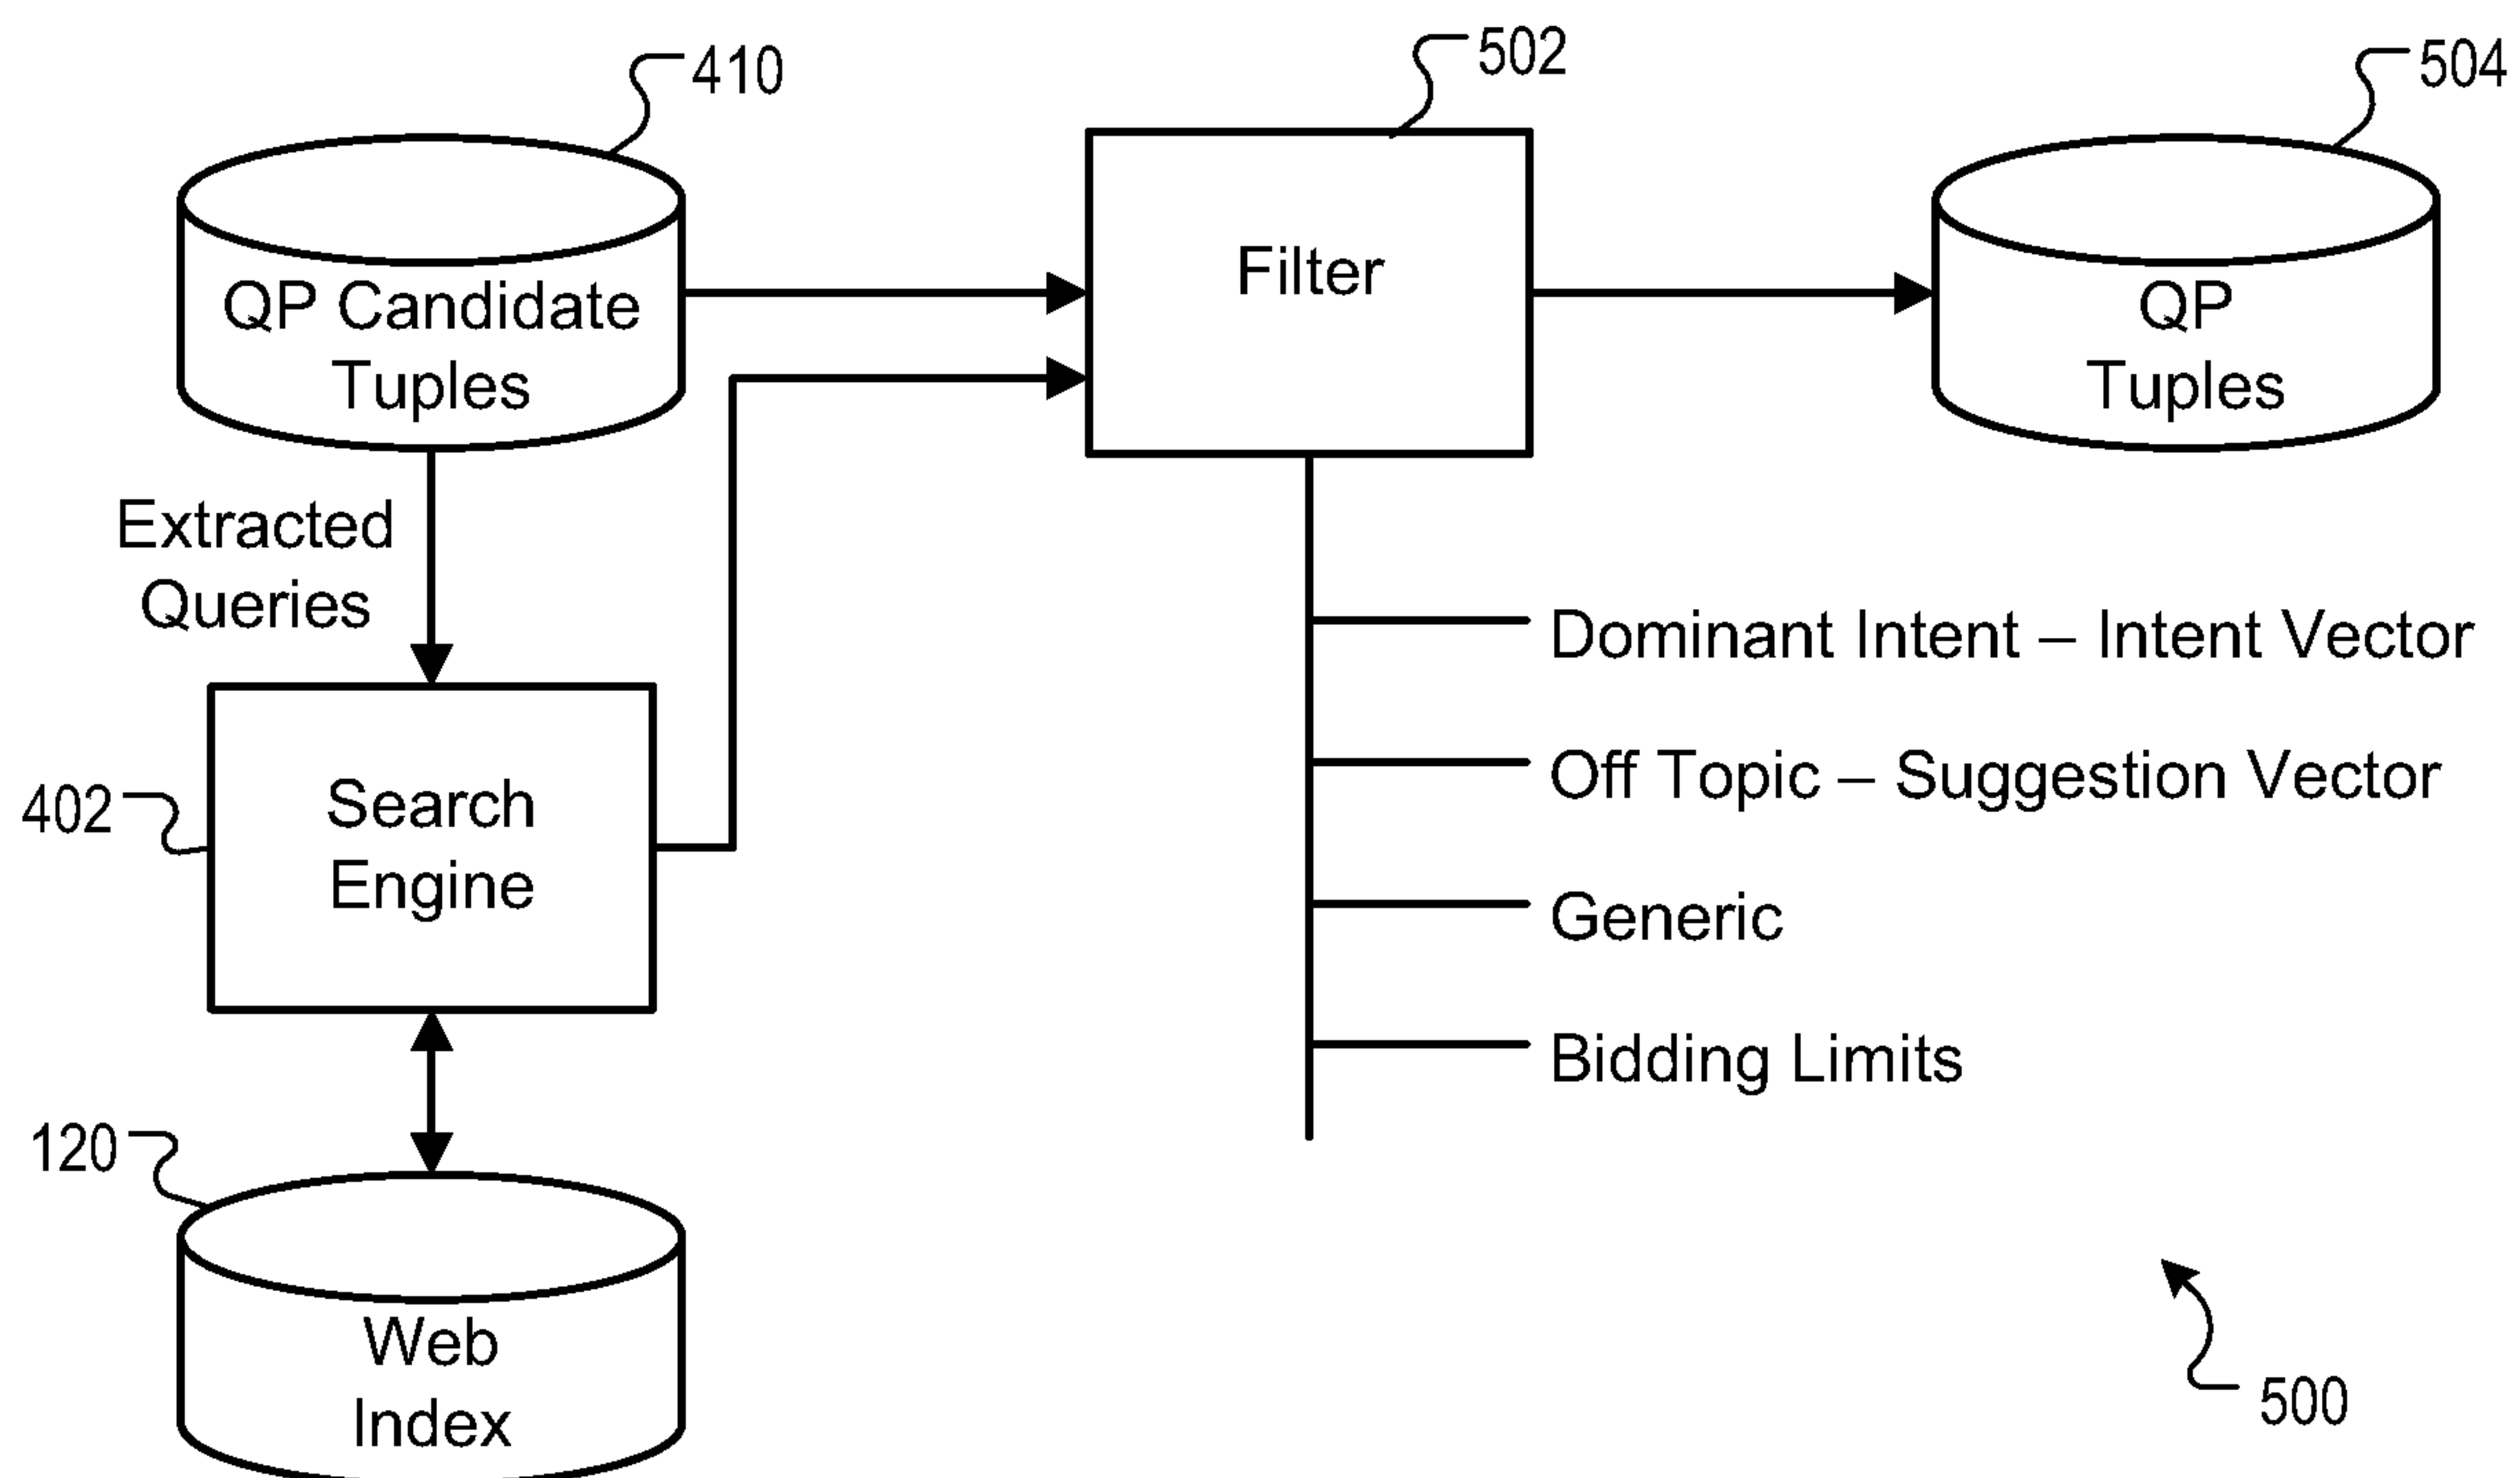 410
502
504
QP Candidate
Tuples
Filter
QP
Tuples
Extracted
Queries
Dominant Intent – Intent Vector
Off Topic – Suggestion Vector
402
Search
Engine
Generic
Bidding Limits
120
Web
Index
500